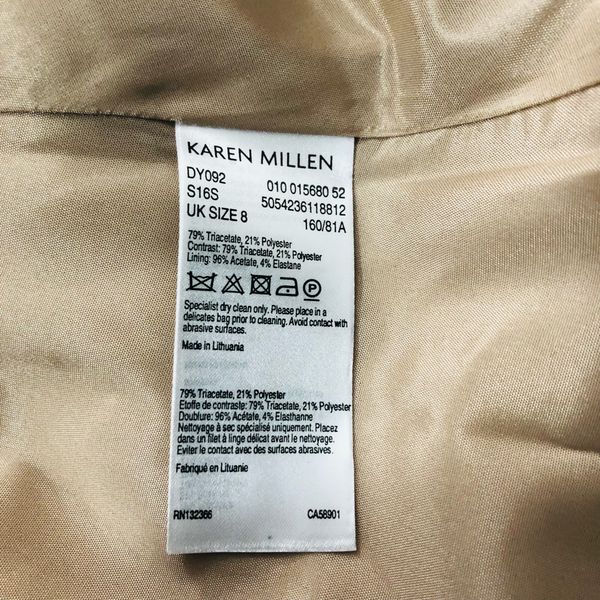 KAREN MILLEN
DY092 010 015680 52
S16S 5054236118812
UK SIZE 8 160/81A
79% Triacetate, 21% Polyester
Contrast: 79% Triacetate, 21% Polyester
Lining: 96% Acetate, 4% Elastane
Specialist dry clean only. Please place in a
delicates bag prior to cleaning. Avoid contact with
abrasive surfaces.
Made in Lithuania
79% Triacetate, 21% Polyester
Etoffe de contraste: 79% Triacetate, 21% Polyester
Doublure: 96% Acétate, 4% Elasthanne
Nettoyage à sec spécialisé uniquement. Placez
dans un filet à linge délicat avant le nettoyage.
Eviter le contact avec des surfaces abrasives.
Fabriqué en Lituanie
RN132366 CA58901